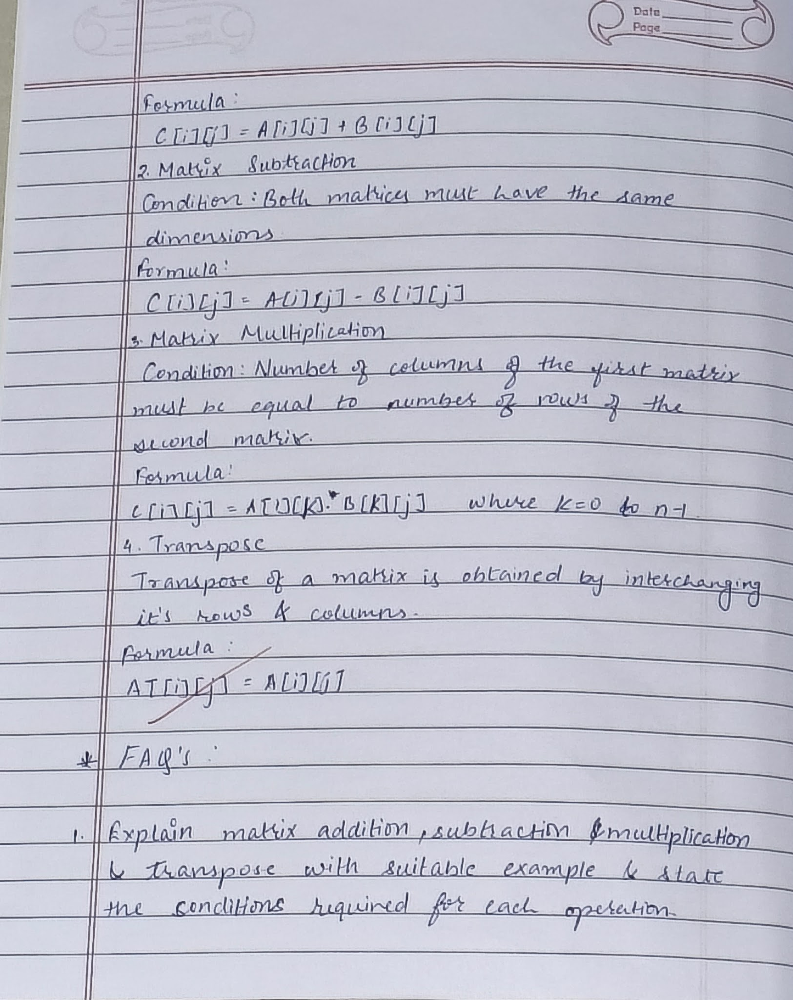 Date
Page
Formula:
C[i][j] = A[i][j] + B[i][j]
2. Matrix Subtraction
Condition: Both matrices must have the same
dimensions
formula:
C[i][j] = A[i][j] - B[i][j]
3. Matrix Multiplication
Condition: Number of columns of the first matrix
must be equal to number of rows of the
second matrix.
Formula:
C[i][j] = A[i][k]. B[k][j] where k=0 to n-1
4. Transpose
Transpose of a matrix is obtained by interchanging
it's rows & columns.
Formula:
AT[i][j] = A[i][j]
* FAQ's :
1. Explain matrix addition, subtraction & multiplication
& transpose with suitable example & state
the conditions required for each operation.